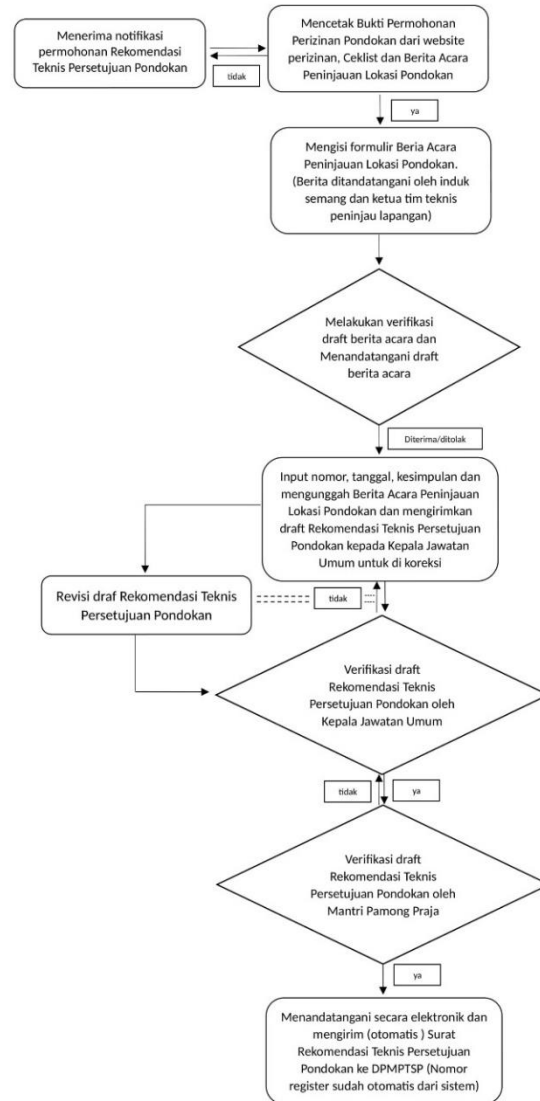 Menerima notifikasi
permohonan Rekomendasi
Teknis Persetujuan Pondokan
tidak
Mencetak Bukti Permohonan
Perizinan Pondokan dari website
perizinan, Ceklist dan Berita Acara
Peninjauan Lokasi Pondokan
ya
Mengisi formulir Beria Acara
Peninjauan Lokasi Pondokan.
(Berita ditandatangani oleh induk
semang dan ketua tim teknis
peninjau lapangan)
Melakukan verifikasi
draft berita acara dan
Menandatangani draft
berita acara
Diterima/ditolak
Input nomor, tanggal, kesimpulan dan
mengunggah Berita Acara Peninjauan
Lokasi Pondokan dan mengirimkan
draft Rekomendasi Teknis Persetujuan
Pondokan kepada Kepala Jawatan
Umum untuk di koreksi
Revisi draf Rekomendasi Teknis
Persetujuan Pondokan
tidak
Verifikasi draft
Rekomendasi Teknis
Persetujuan Pondokan oleh
Kepala Jawatan Umum
tidak
ya
Verifikasi draft
Rekomendasi Teknis
Persetujuan Pondokan oleh
Mantri Pamong Praja
ya
Menandatangani secara elektronik dan
mengirim (otomatis ) Surat
Rekomendasi Teknis Persetujuan
Pondokan ke DPMPTSP (Nomor
register sudah otomatis dari sistem)